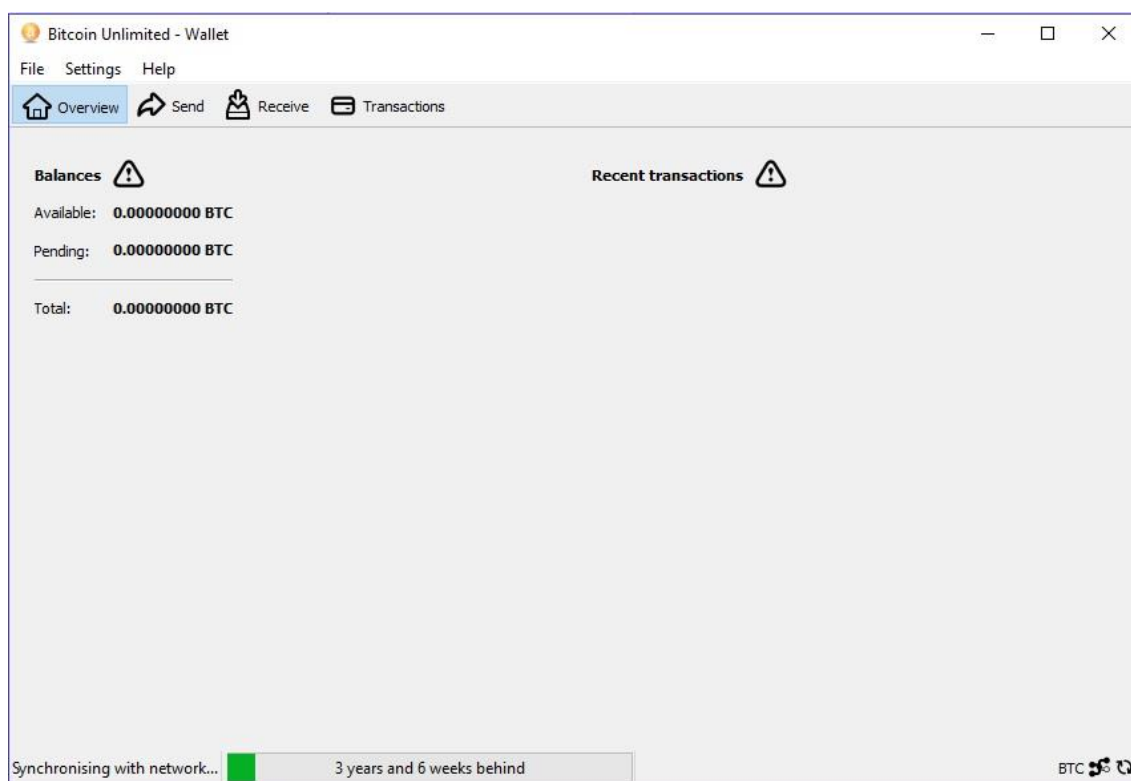 Bitcoin Unlimited - Wallet
File Settings Help
Overview Send Receive Transactions
Balances Recent transactions
Available: 0.00000000 BTC
Pending: 0.00000000 BTC
Total: 0.00000000 BTC
Synchronising with network... 3 years and 6 weeks behind BTC